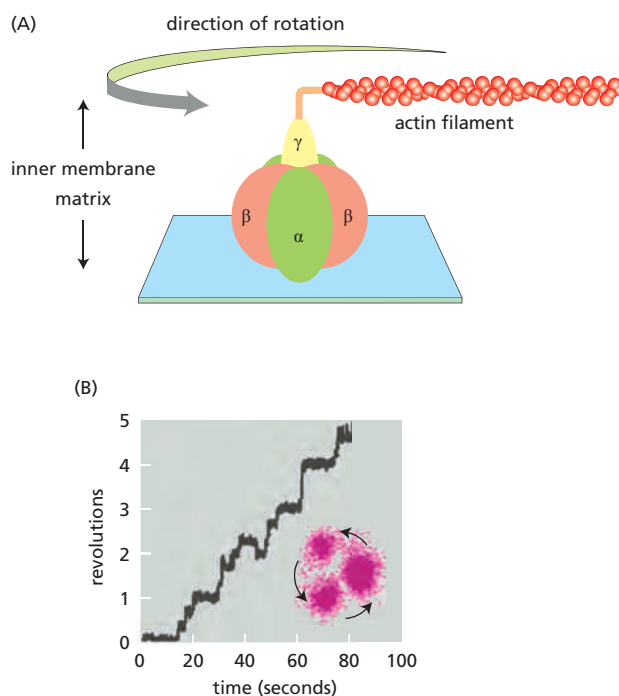 (A)
direction of rotation
actin filament
γ
inner membrane
matrix
β
α
β
(B)
5
4
3
2
1
0
revolutions
0
20
40
60
80
100
time (seconds)